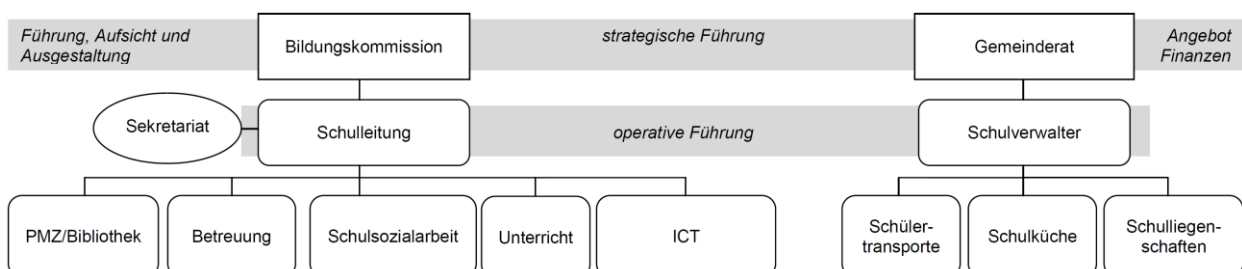 Führung, Aufsicht und
Ausgestaltung
Bildungskommission
strategische Führung
Gemeinderat
Angebot
Finanzen
Sekretariat
Schulleitung
operative Führung
Schulverwalter
PMZ/Bibliothek
Betreuung
Schulsozialarbeit
Unterricht
ICT
Schüler-
transporte
Schulküche
Schulliegen-
schaften